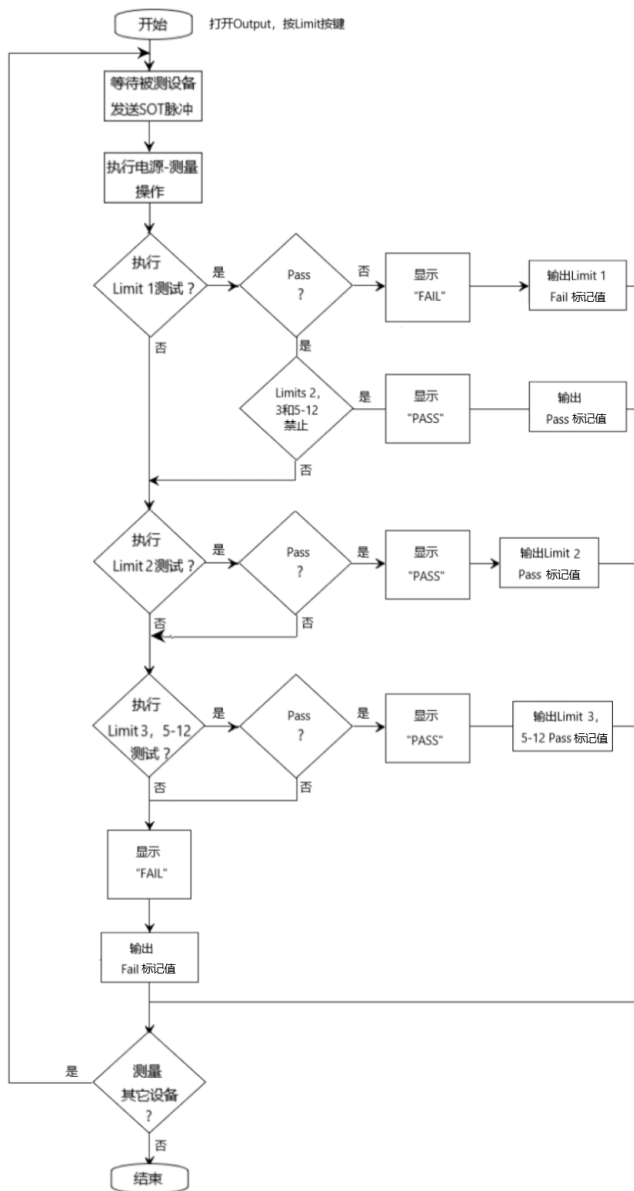 开始
打开Output，按Limit按键
等待被测设备
发送SOT脉冲
执行电源-测量
操作
执行
Limit 1测试？
是
Pass
？
否
显示
"FAIL"
输出Limit 1
Fail 标记值
否
是
Limits 2，
3和5-12
禁止
是
显示
"PASS"
输出
Pass 标记值
否
执行
Limit 2测试？
是
Pass
？
是
显示
"PASS"
输出Limit 2
Pass 标记值
否
否
执行
Limit 3，5-12
测试？
是
Pass
？
是
显示
"PASS"
输出Limit 3，
5-12 Pass 标记值
否
否
显示
"FAIL"
输出
Fail 标记值
是
测量
其它设备
？
否
结束